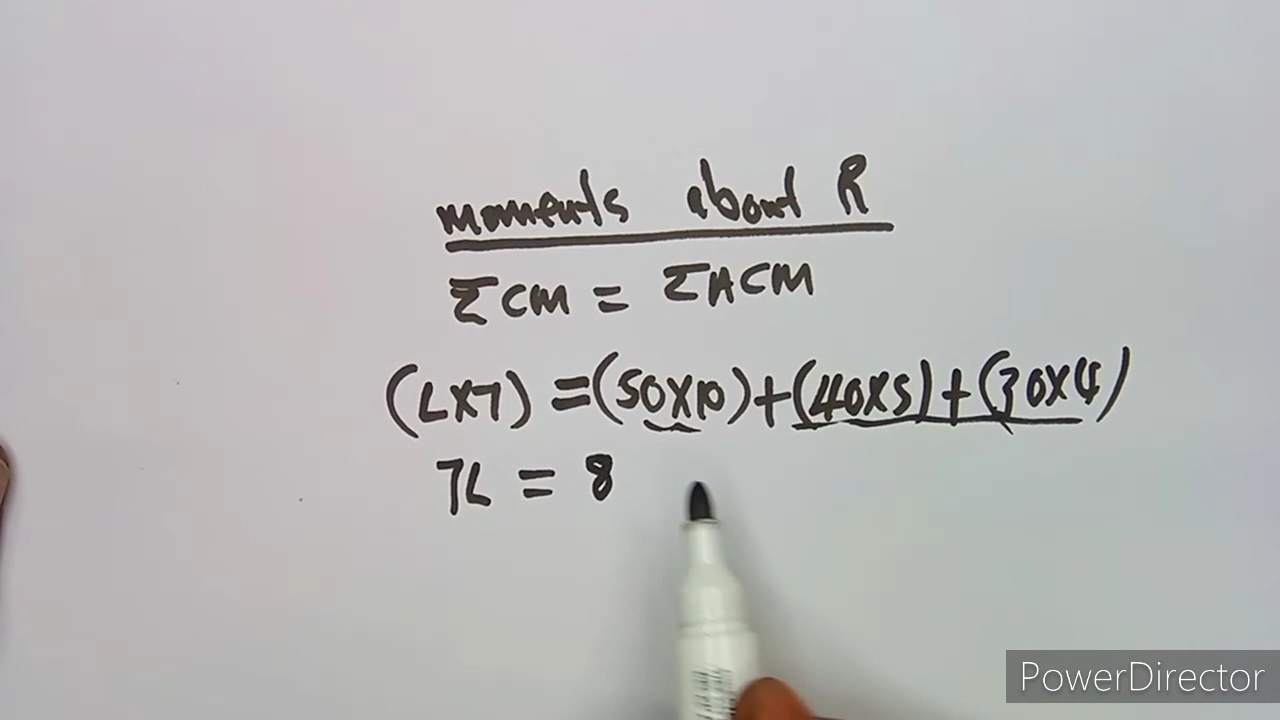 moments about R
ΣCM = ΣACM
(L×7) = (50×10) + (40×5) + (30×4)
7L = 8
PowerDirector